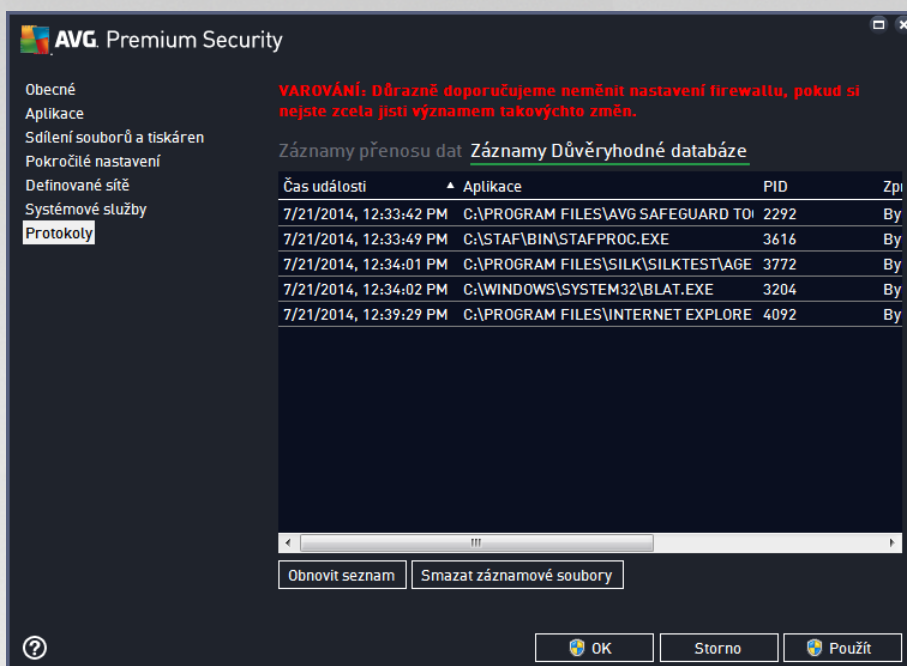 AVG. Premium Security
Obecné
Aplikace
Sdílení souborů a tiskáren
Pokročilé nastavení
Definované sítě
Systémové služby
Protokoly
VAROVÁNÍ: Důrazně doporučujeme neměnit nastavení firewallu, pokud si
nejste zcela jisti významem takovýchto změn.
Záznamy přenosu dat Záznamy Důvěryhodné databáze
Čas události Aplikace PID Zpr
7/21/2014, 12:33:42 PM C:\PROGRAM FILES\AVG SAFEGUARD TO 2292 By
7/21/2014, 12:33:49 PM C:\STAF\BIN\STAFPROC.EXE 3616 By
7/21/2014, 12:34:01 PM C:\PROGRAM FILES\SILK\SILKTEST\AGE 3772 By
7/21/2014, 12:34:02 PM C:\WINDOWS\SYSTEM32\BLAT.EXE 3204 By
7/21/2014, 12:39:29 PM C:\PROGRAM FILES\INTERNET EXPLORE 4092 By
Obnovit seznam Smazat záznamové soubory
? OK Storno Použít